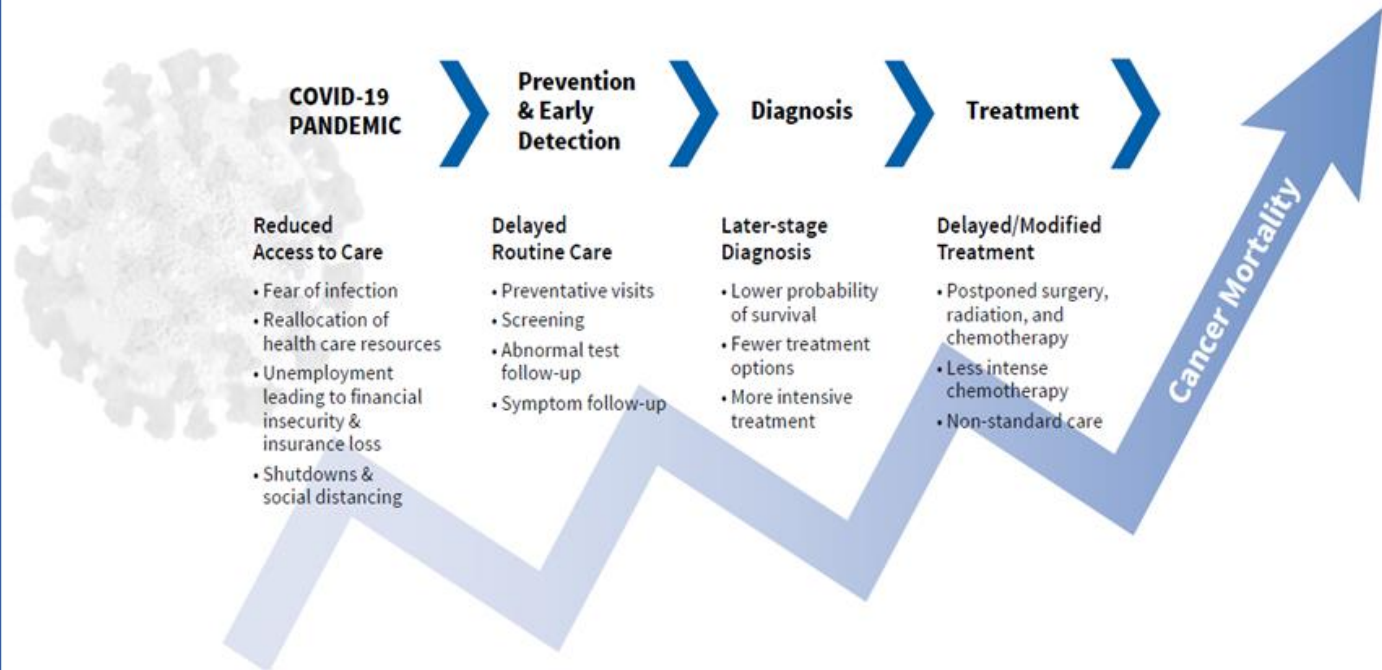 COVID-19
PANDEMIC
Prevention
& Early
Detection
Diagnosis
Treatment
Reduced
Access to Care
• Fear of infection
• Reallocation of
health care resources
• Unemployment
leading to financial
insecurity &
insurance loss
• Shutdowns &
social distancing
Delayed
Routine Care
• Preventative visits
• Screening
• Abnormal test
follow-up
• Symptom follow-up
Later-stage
Diagnosis
• Lower probability
of survival
• Fewer treatment
options
• More intensive
treatment
Delayed/Modified
Treatment
• Postponed surgery,
radiation, and
chemotherapy
• Less intense
chemotherapy
• Non-standard care
Cancer Mortality